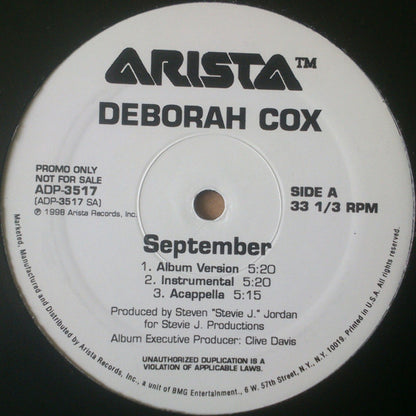 ARISTA™
DEBORAH COX
PROMO ONLY
NOT FOR SALE
ADP-3517
(ADP-3517 SA)
℗ 1998 Arista Records, Inc.
SIDE A
33 1/3 RPM
September
1. Album Version 5:20
2. Instrumental 5:20
3. Acappella 5:15
Produced by Steven "Stevie J." Jordan
for Stevie J. Productions
Album Executive Producer: Clive Davis
UNAUTHORIZED DUPLICATION IS A
VIOLATION OF APPLICABLE LAWS.
Marketed, Manufactured and Distributed by Arista Records, Inc., a unit of BMG Entertainment., 6 W. 57th Street, N.Y., N.Y. 10019. Printed in U.S.A. All rights reserved.